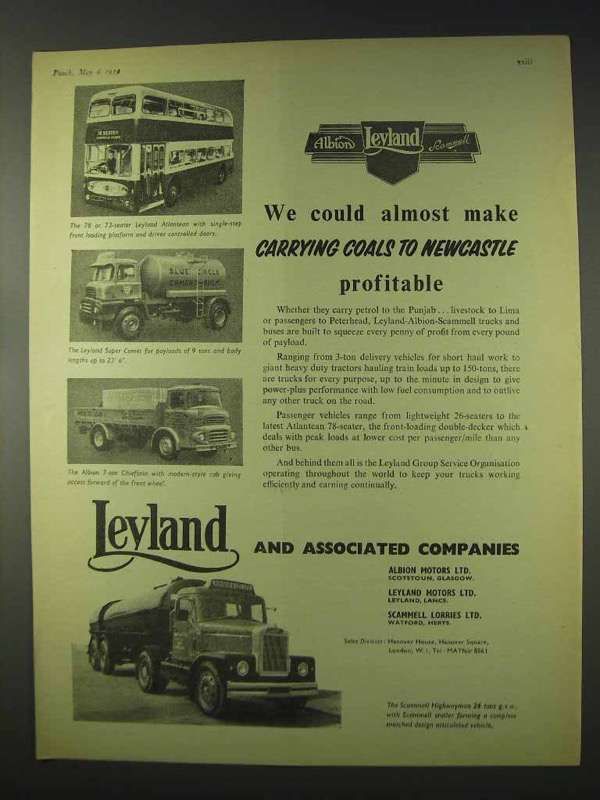 Punch, May 6 1959
xxiii
The 78 or 73-seater Leyland Atlantean with single-step
front loading platform and driver controlled doors.
BLUE CIRCLE
The Leyland Super Comet for payloads of 9 tons and body
lengths up to 23' 6".
The Albion 7-ton Chieftain with modern-style cab giving
access forward of the front wheel.
Albion Leyland Scammell
We could almost make
CARRYING COALS TO NEWCASTLE
profitable
Whether they carry petrol to the Punjab... livestock to Lima
or passengers to Peterhead, Leyland-Albion-Scammell trucks and
buses are built to squeeze every penny of profit from every pound
of payload.
Ranging from 3-ton delivery vehicles for short haul work to
giant heavy duty tractors hauling train loads up to 150-tons, there
are trucks for every purpose, up to the minute in design to give
power-plus performance with low fuel consumption and to outlive
any other truck on the road.
Passenger vehicles range from lightweight 26-seaters to the
latest Atlantean 78-seater, the front-loading double-decker which
deals with peak loads at lower cost per passenger/mile than any
other bus.
And behind them all is the Leyland Group Service Organisation
operating throughout the world to keep your trucks working
efficiently and earning continually.
Leyland AND ASSOCIATED COMPANIES
ALBION MOTORS LTD.
SCOTSTOUN, GLASGOW.
LEYLAND MOTORS LTD.
LEYLAND, LANCS.
SCAMMELL LORRIES LTD.
WATFORD, HERTS.
Sales Division: Hanover House, Hanover Square,
London, W.1. Tel: MAYfair 8561
The Scammell Highwayman 24 tons g.v.w.
with Scammell trailer forming a complete
matched design articulated vehicle.